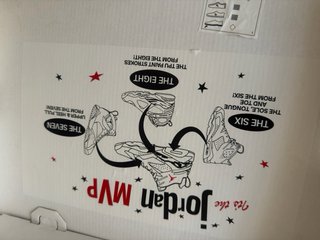 It's the
jordan MVP
THE SIX
THE SOLE, TONGUE
AND TOE
FROM THE SIX!
THE EIGHT
THE TPU PAINT STROKES
FROM THE EIGHT!
THE SEVEN
UPPER HEEL PULL
FROM THE SEVEN!